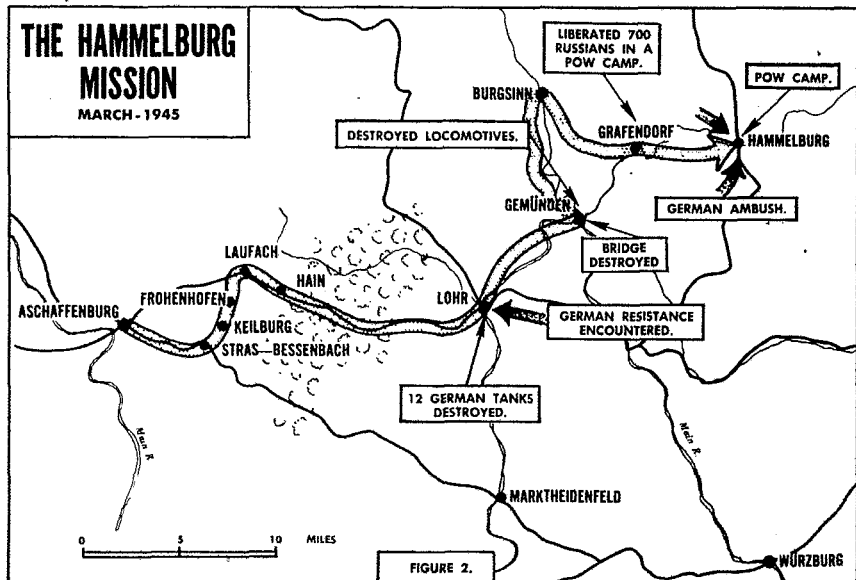 THE HAMMELBURG
MISSION
MARCH-1945
LIBERATED 700
RUSSIANS IN A
POW CAMP.
POW CAMP.
BURGSINN
GRAFENDORF
HAMMELBURG
DESTROYED LOCOMOTIVES.
GEMÜNDEN
GERMAN AMBUSH.
BRIDGE
DESTROYED
LAUFACH
HAIN
LOHR
FROHENHOFEN
ASCHAFFENBURG
KEILBURG
STRAS—BESSENBACH
GERMAN RESISTANCE
ENCOUNTERED.
12 GERMAN TANKS
DESTROYED.
Main R.
Main R.
MARKTHEIDENFELD
0 5 10 MILES
FIGURE 2.
WÜRZBURG